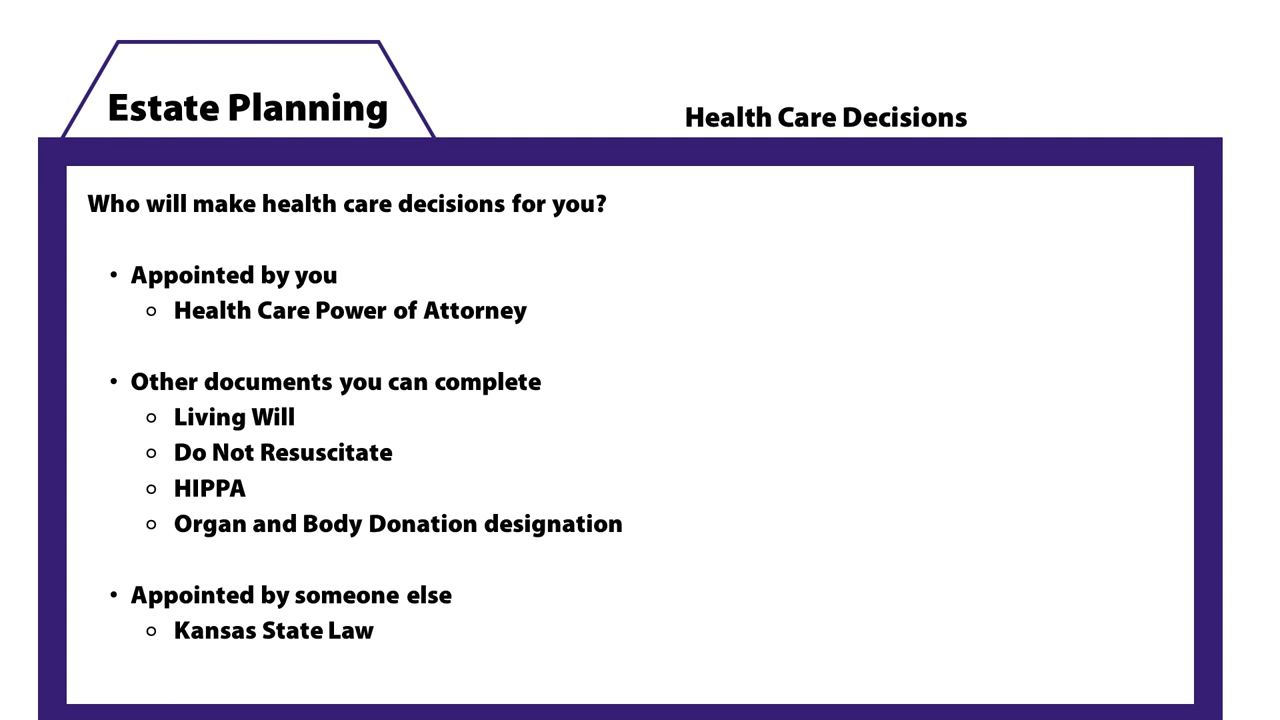 Estate Planning
Health Care Decisions
Who will make health care decisions for you?
• Appointed by you
○ Health Care Power of Attorney
• Other documents you can complete
○ Living Will
○ Do Not Resuscitate
○ HIPPA
○ Organ and Body Donation designation
• Appointed by someone else
○ Kansas State Law